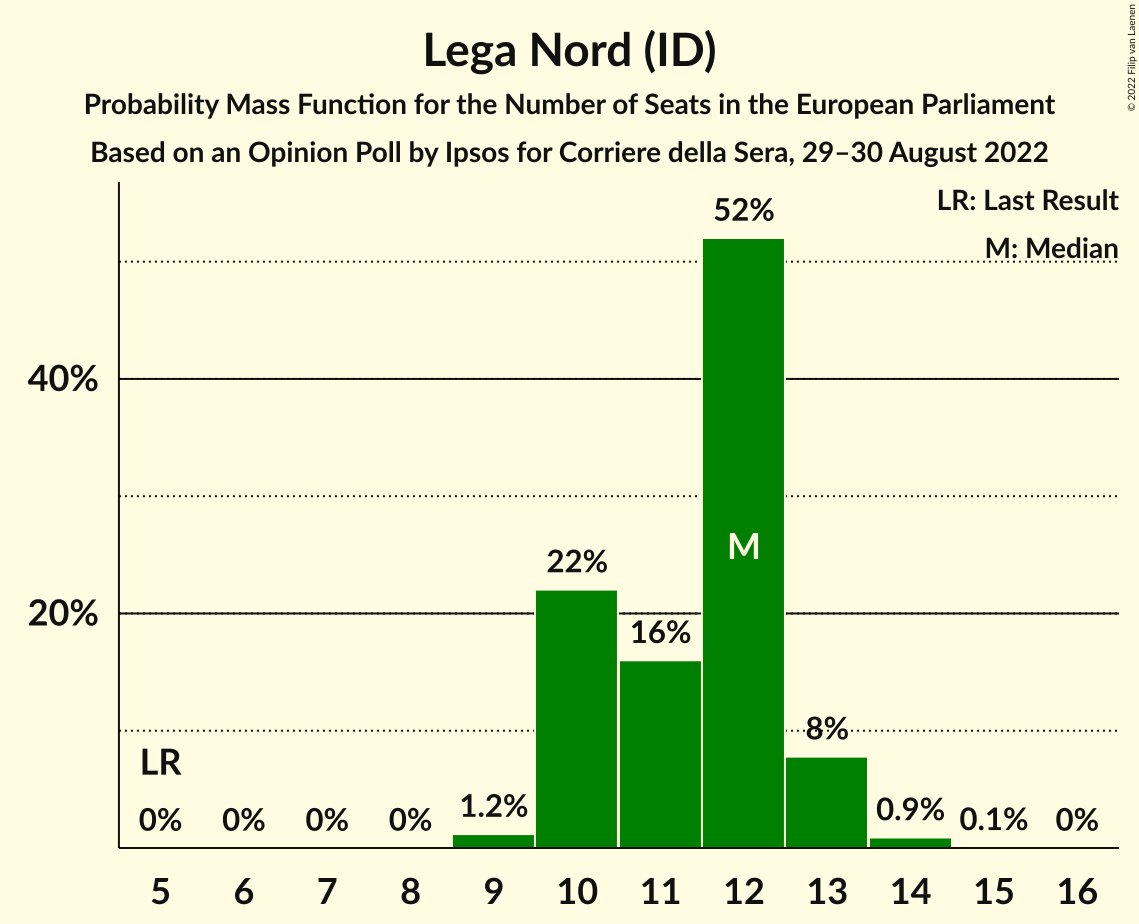 Lega Nord (ID)
Probability Mass Function for the Number of Seats in the European Parliament
Based on an Opinion Poll by Ipsos for Corriere della Sera, 29–30 August 2022
© 2022 Filip van Laenen
LR: Last Result
M: Median
52%
40%
M
22%
20%
16%
8%
LR
0% 0% 0% 0% 1.2% 0.9% 0.1% 0%
5 6 7 8 9 10 11 12 13 14 15 16